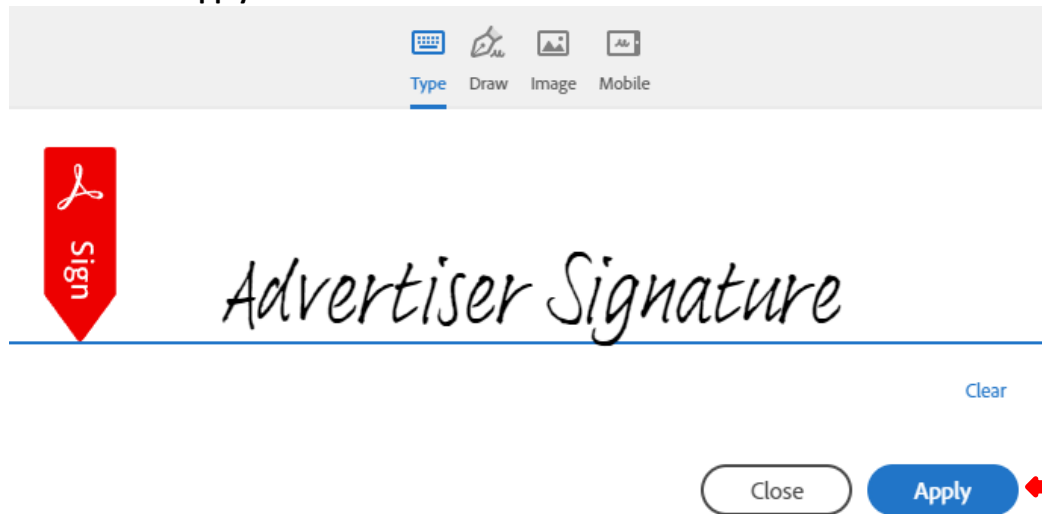 Type Draw Image Mobile
Sign
Advertiser Signature
Clear
Close Apply